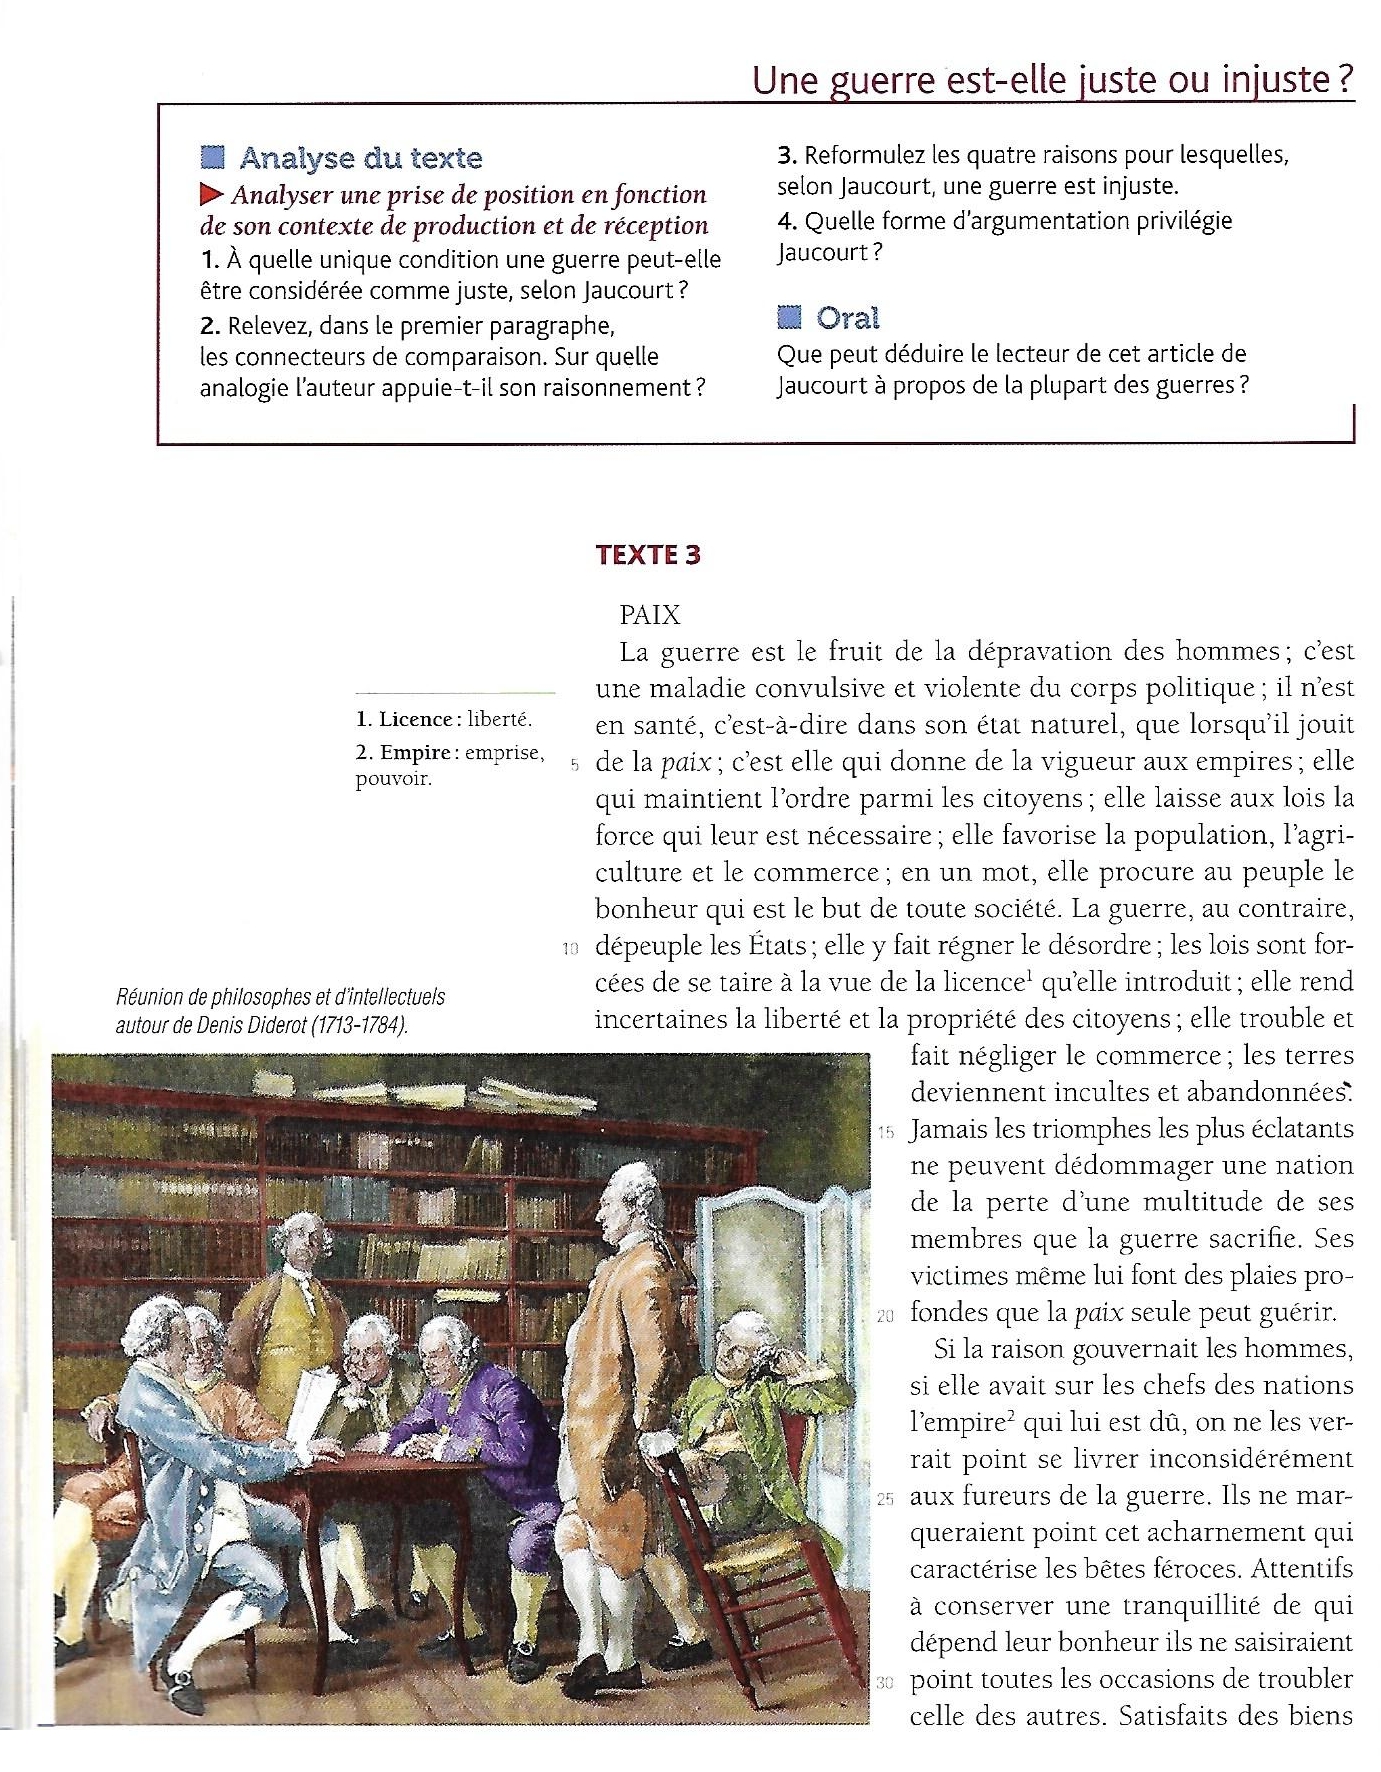 Une guerre est-elle juste ou injuste ?
Analyse du texte
Analyser une prise de position en fonction
de son contexte de production et de réception
1. À quelle unique condition une guerre peut-elle
être considérée comme juste, selon Jaucourt ?
2. Relevez, dans le premier paragraphe,
les connecteurs de comparaison. Sur quelle
analogie l'auteur appuie-t-il son raisonnement ?
3. Reformulez les quatre raisons pour lesquelles,
selon Jaucourt, une guerre est injuste.
4. Quelle forme d'argumentation privilégie
Jaucourt ?
Oral
Que peut déduire le lecteur de cet article de
Jaucourt à propos de la plupart des guerres ?
TEXTE 3
PAIX
La guerre est le fruit de la dépravation des hommes ; c'est
une maladie convulsive et violente du corps politique ; il n'est
en santé, c'est-à-dire dans son état naturel, que lorsqu'il jouit
5 de la paix ; c'est elle qui donne de la vigueur aux empires ; elle
qui maintient l'ordre parmi les citoyens ; elle laisse aux lois la
force qui leur est nécessaire ; elle favorise la population, l'agri-
culture et le commerce ; en un mot, elle procure au peuple le
bonheur qui est le but de toute société. La guerre, au contraire,
10 dépeuple les États ; elle y fait régner le désordre ; les lois sont for-
cées de se taire à la vue de la licence1 qu'elle introduit ; elle rend
incertaines la liberté et la propriété des citoyens ; elle trouble et
fait négliger le commerce ; les terres
deviennent incultes et abandonnées.
15 Jamais les triomphes les plus éclatants
ne peuvent dédommager une nation
de la perte d'une multitude de ses
membres que la guerre sacrifie. Ses
victimes même lui font des plaies pro-
20 fondes que la paix seule peut guérir.
Si la raison gouvernait les hommes,
si elle avait sur les chefs des nations
l'empire2 qui lui est dû, on ne les ver-
rait point se livrer inconsidérément
25 aux fureurs de la guerre. Ils ne mar-
queraient point cet acharnement qui
caractérise les bêtes féroces. Attentifs
à conserver une tranquillité de qui
dépend leur bonheur ils ne saisiraient
30 point toutes les occasions de troubler
celle des autres. Satisfaits des biens
1. Licence : liberté.
2. Empire : emprise,
pouvoir.
Réunion de philosophes et d'intellectuels
autour de Denis Diderot (1713-1784).